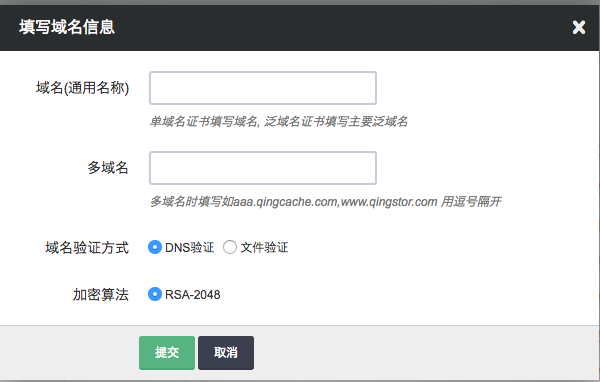 填写域名信息
域名(通用名称)
单域名证书填写域名, 泛域名证书填写主要泛域名
多域名
多域名时填写如aaa.qingcache.com,www.qingstor.com 用逗号隔开
域名验证方式 DNS验证 文件验证
加密算法 RSA-2048
提交 取消